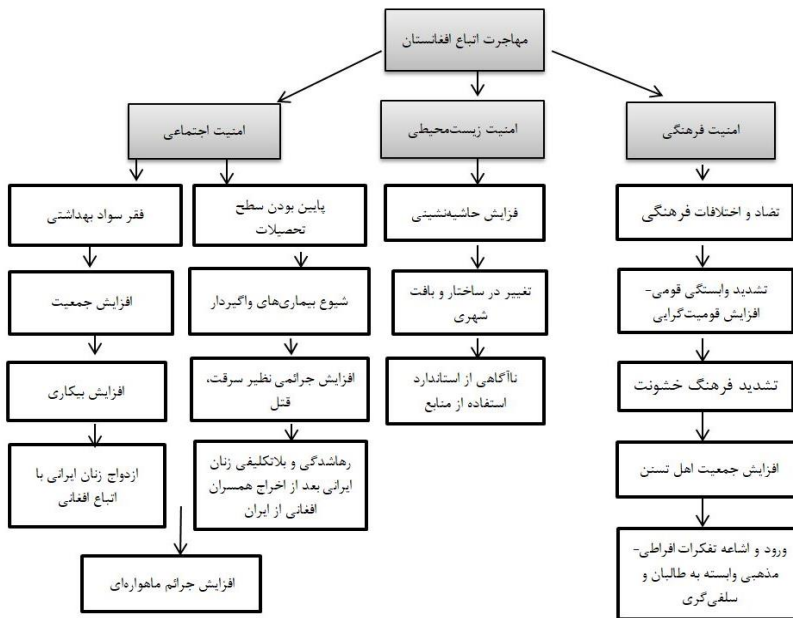 مهاجرت اتباع افغانستان
امنیت فرهنگی
امنیت زیست‌محیطی
امنیت اجتماعی
تضاد و اختلافات فرهنگی
تشدید وابستگی قومی-
افزایش قومیت‌گرایی
تشدید فرهنگ خشونت
افزایش جمعیت اهل تسنن
ورود و اشاعه تفکرات افراطی-
مذهبی وابسته به طالبان و
سلفی‌گری
فزایش حاشیه‌نشینی
تغییر در ساختار و بافت
شهری
ناآگاهی از استاندارد
استفاده از منابع
پایین بودن سطح
تحصیلات
شیوع بیماری‌های واگیردار
افزایش جرائمی نظیر سرقت،
قتل
رهاشدگی و بلاتکلیفی زنان
ایرانی بعد از اخراج همسران
افغانی از ایران
فقر سواد بهداشتی
افزایش جمعیت
افزایش بیکاری
ازدواج زنان ایرانی با
اتباع افغانی
افزایش جرائم ماهواره‌ای